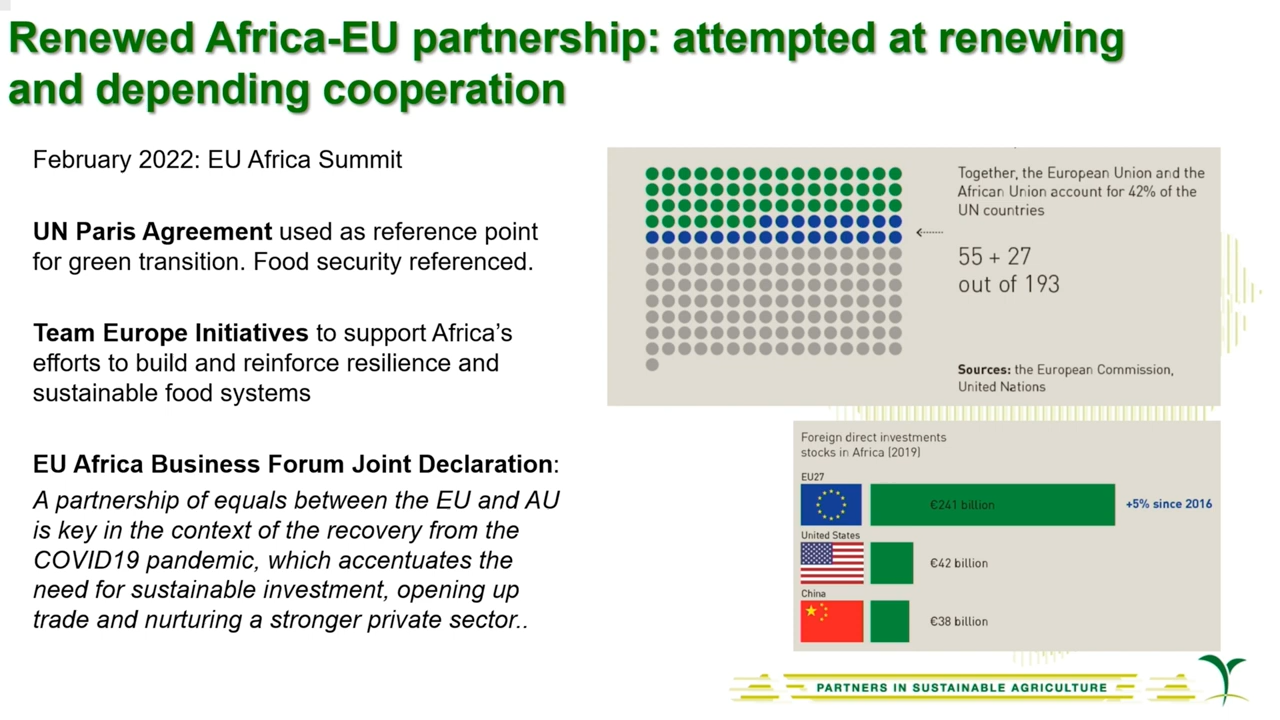 Renewed Africa-EU partnership: attempted at renewing
and depending cooperation
February 2022: EU Africa Summit
UN Paris Agreement used as reference point
for green transition. Food security referenced.
Team Europe Initiatives to support Africa’s
efforts to build and reinforce resilience and
sustainable food systems
EU Africa Business Forum Joint Declaration:
A partnership of equals between the EU and AU
is key in the context of the recovery from the
COVID19 pandemic, which accentuates the
need for sustainable investment, opening up
trade and nurturing a stronger private sector..
Together, the European Union and the
African Union account for 42% of the
UN countries
55 + 27
out of 193
Sources: the European Commission,
United Nations
Foreign direct investments
stocks in Africa (2019)
EU27
€241 billion
+5% since 2016
United States
€42 billion
China
€38 billion
PARTNERS IN SUSTAINABLE AGRICULTURE